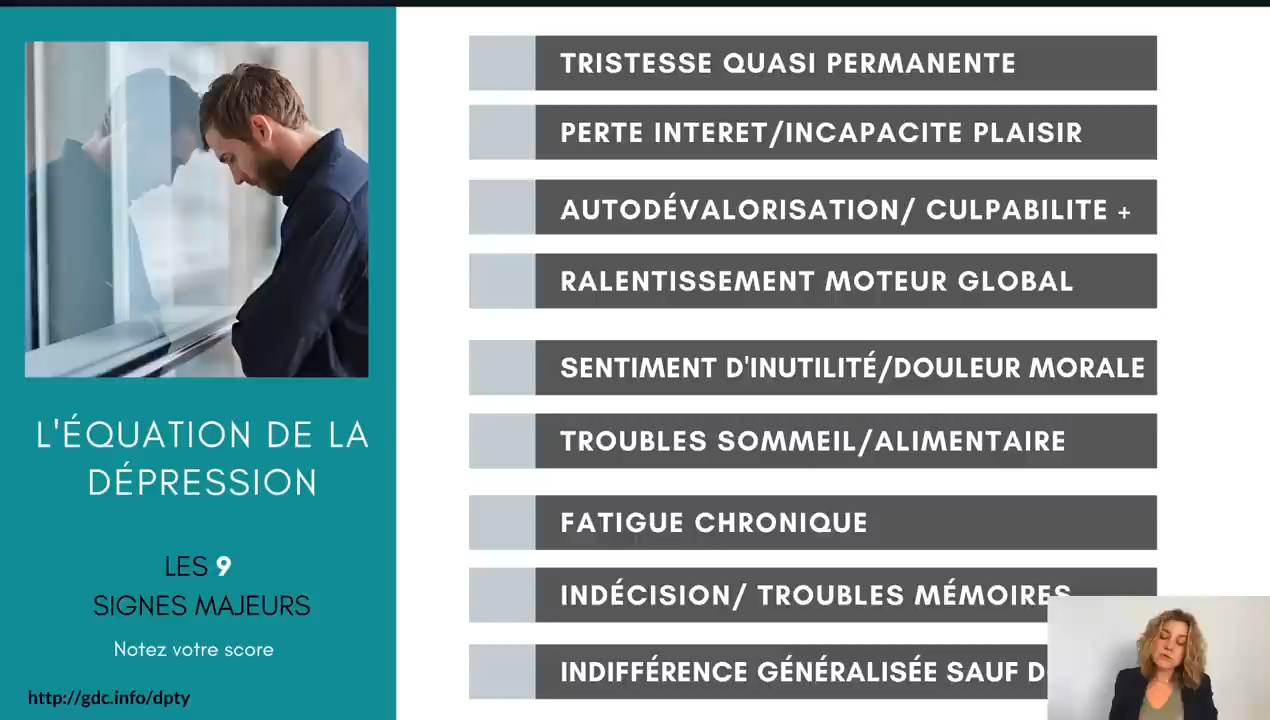 L'ÉQUATION DE LA
DÉPRESSION
LES 9
SIGNES MAJEURS
Notez votre score
http://gdc.info/dpty
TRISTESSE QUASI PERMANENTE
PERTE INTERET/INCAPACITE PLAISIR
AUTODÉVALORISATION/ CULPABILITE +
RALENTISSEMENT MOTEUR GLOBAL
SENTIMENT D'INUTILITÉ/DOULEUR MORALE
TROUBLES SOMMEIL/ALIMENTAIRE
FATIGUE CHRONIQUE
INDÉCISION/ TROUBLES MÉMOIRES
INDIFFÉRENCE GÉNÉRALISÉE SAUF